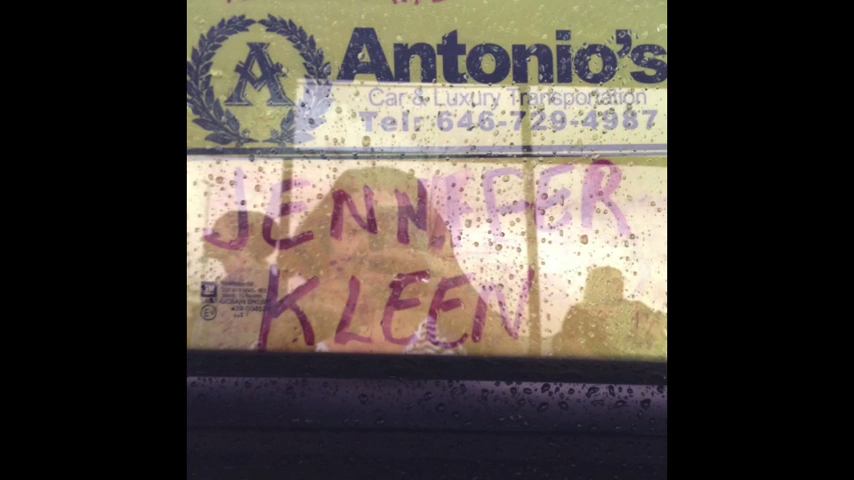 A
Antonio's
Car & Luxury Transportation
Tel: 646-729-4987
JENNIFER
KLEEN